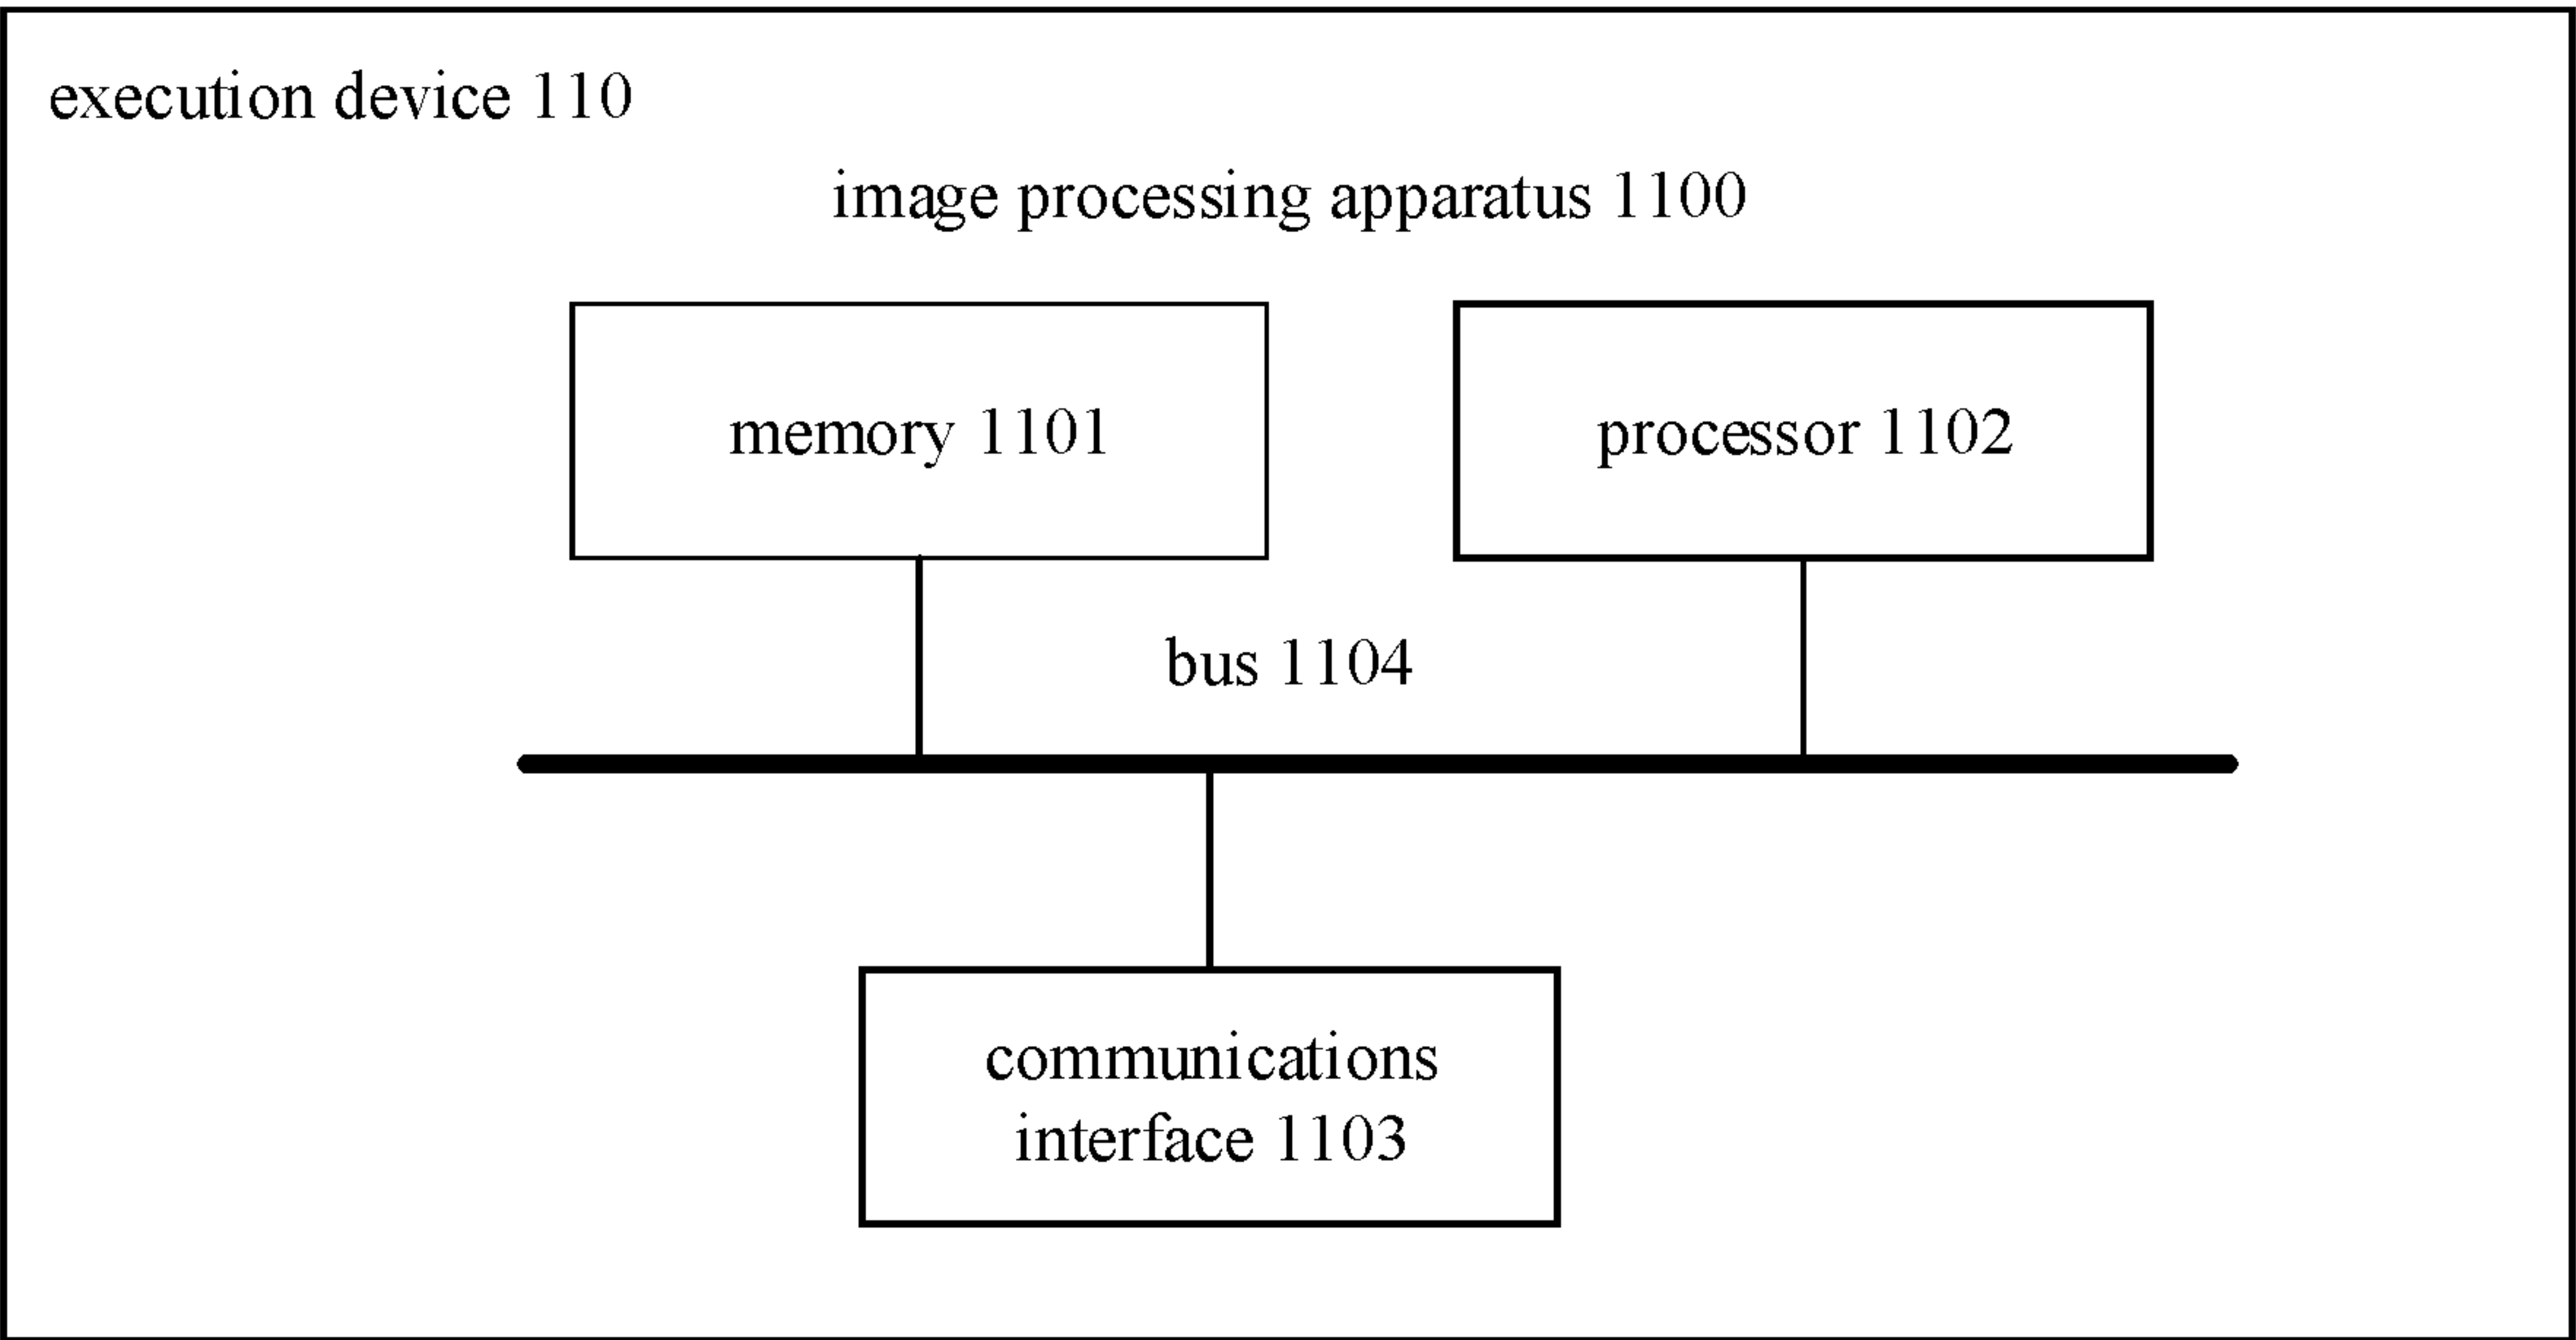 execution device 110
image processing apparatus 1100
memory 1101
processor 1102
bus 1104
communications
interface 1103